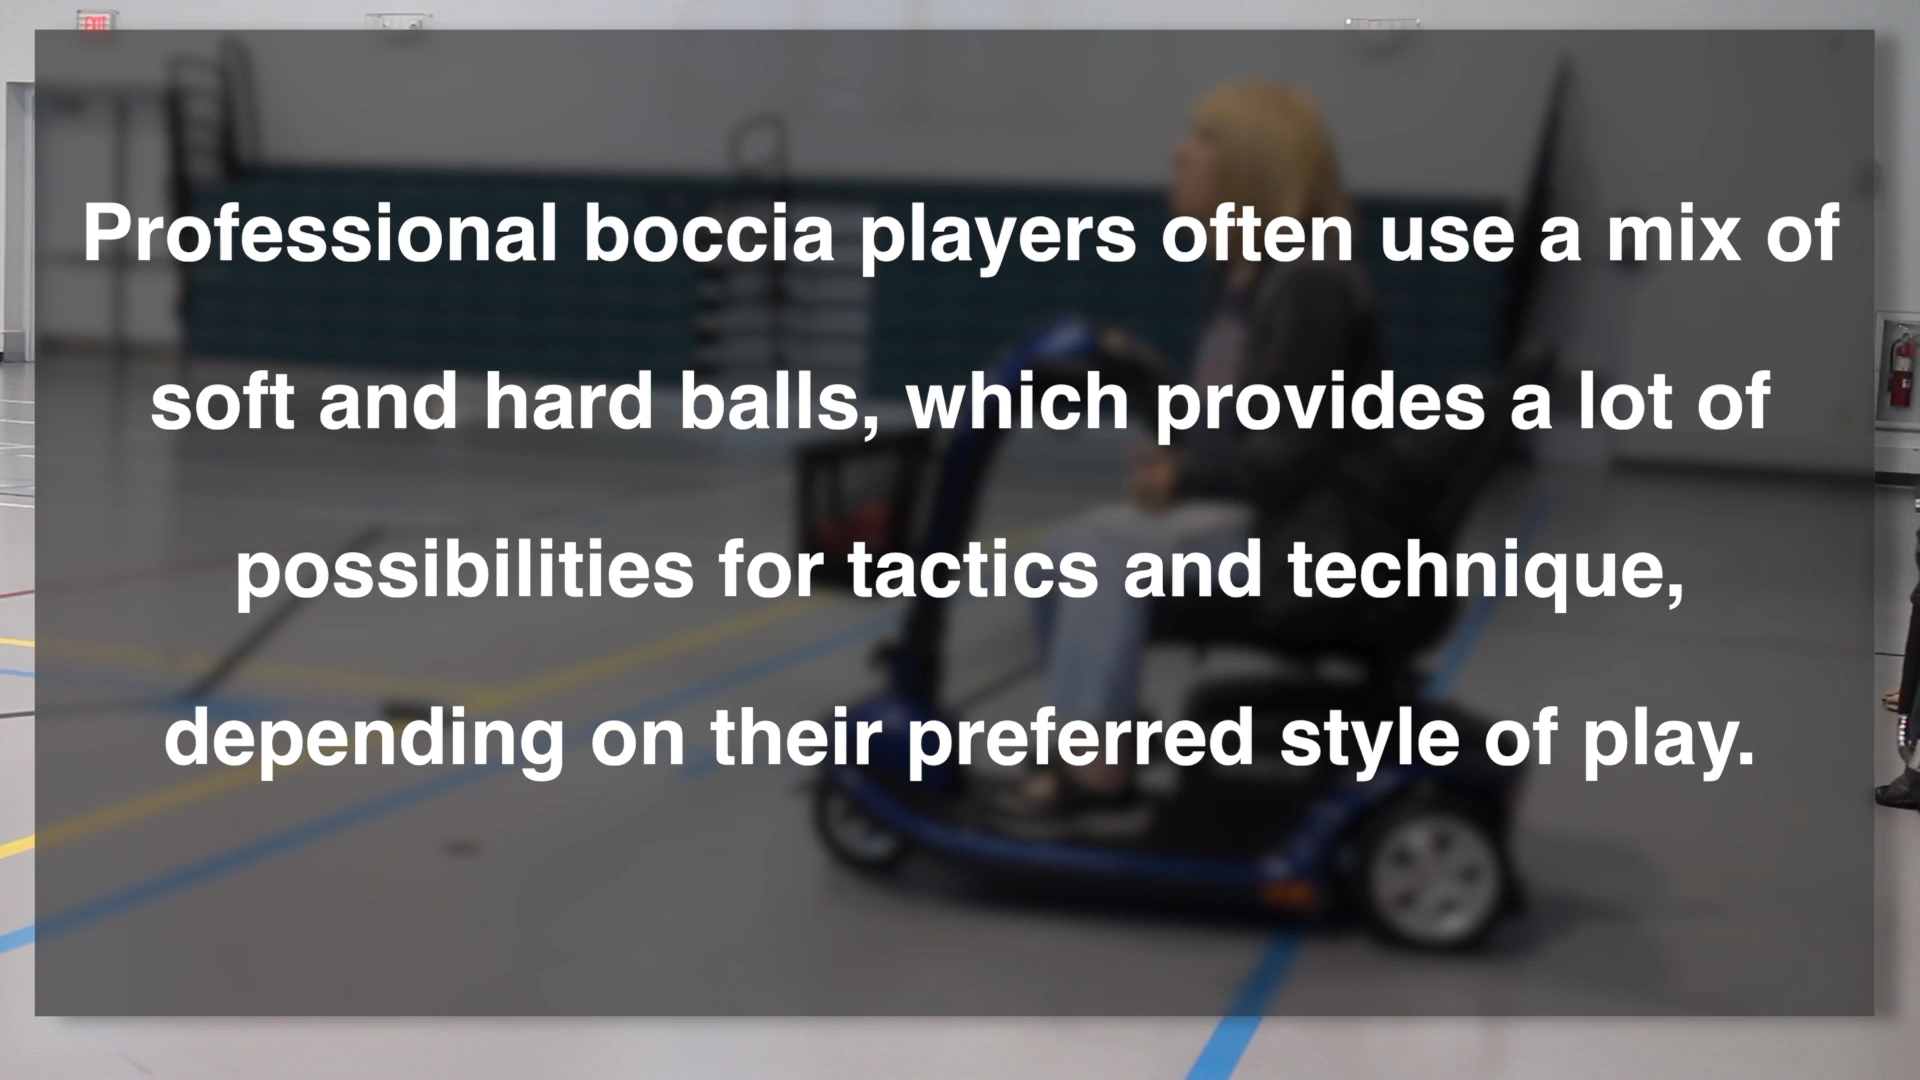 EXIT
Professional boccia players often use a mix of
soft and hard balls, which provides a lot of
possibilities for tactics and technique,
depending on their preferred style of play.